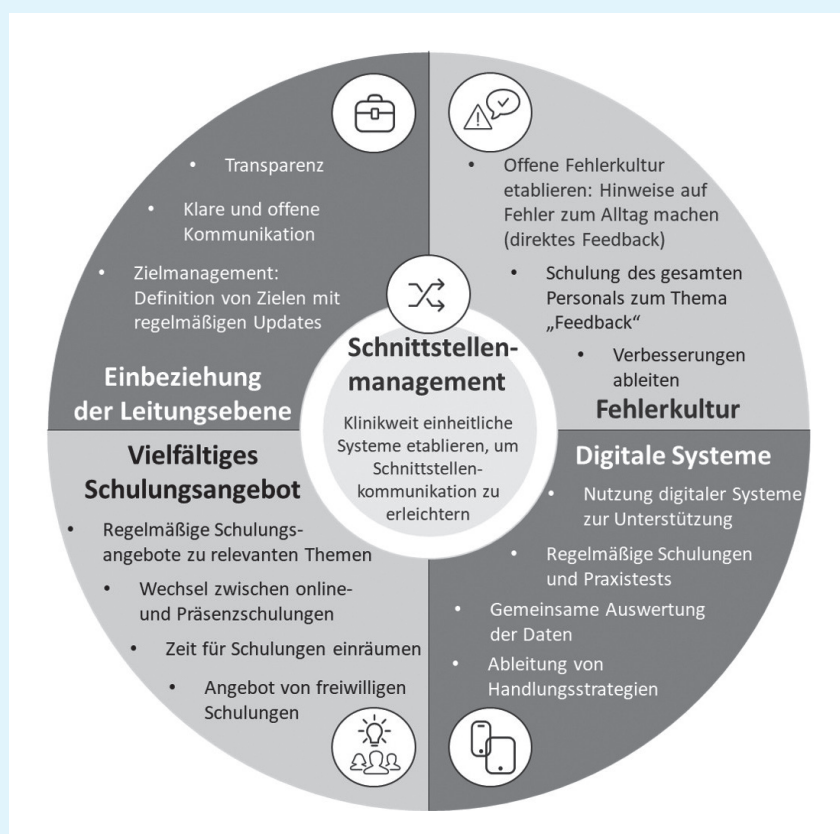 • Transparenz
• Klare und offene
Kommunikation
• Zielmanagement:
Definition von Zielen mit
regelmäßigen Updates
Einbeziehung
der Leitungsebene
• Offene Fehlerkultur
etablieren: Hinweise auf
Fehler zum Alltag machen
(direktes Feedback)
• Schulung des gesamten
Personals zum Thema
„Feedback“
• Verbesserungen
ableiten
Fehlerkultur
Schnittstellen-
management
Klinikweit einheitliche
Systeme etablieren, um
Schnittstellen-
kommunikation zu
erleichtern
Vielfältiges
Schulungsangebot
• Regelmäßige Schulungs-
angebote zu relevanten Themen
• Wechsel zwischen online-
und Präsenzschulungen
• Zeit für Schulungen einräumen
• Angebot von freiwilligen
Schulungen
Digitale Systeme
• Nutzung digitaler Systeme
zur Unterstützung
• Regelmäßige Schulungen
und Praxistests
• Gemeinsame Auswertung
der Daten
• Ableitung von
Handlungsstrategien